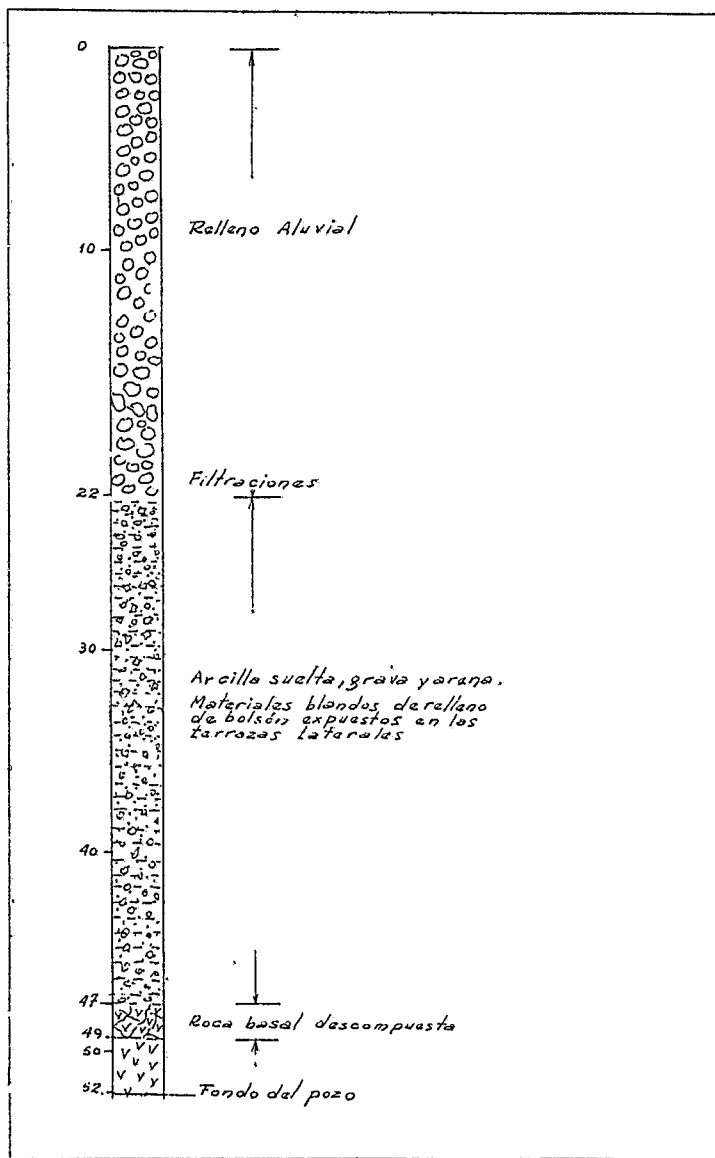 0
Relleno Aluvial
10
Filtraciones
22
30
Arcilla suelta, grava y arena.
Materiales blandos de relleno
de bolsón expuestos en las
terrazas laterales
40
47
Roca basal descompuesta
49
50
52
Fondo del pozo